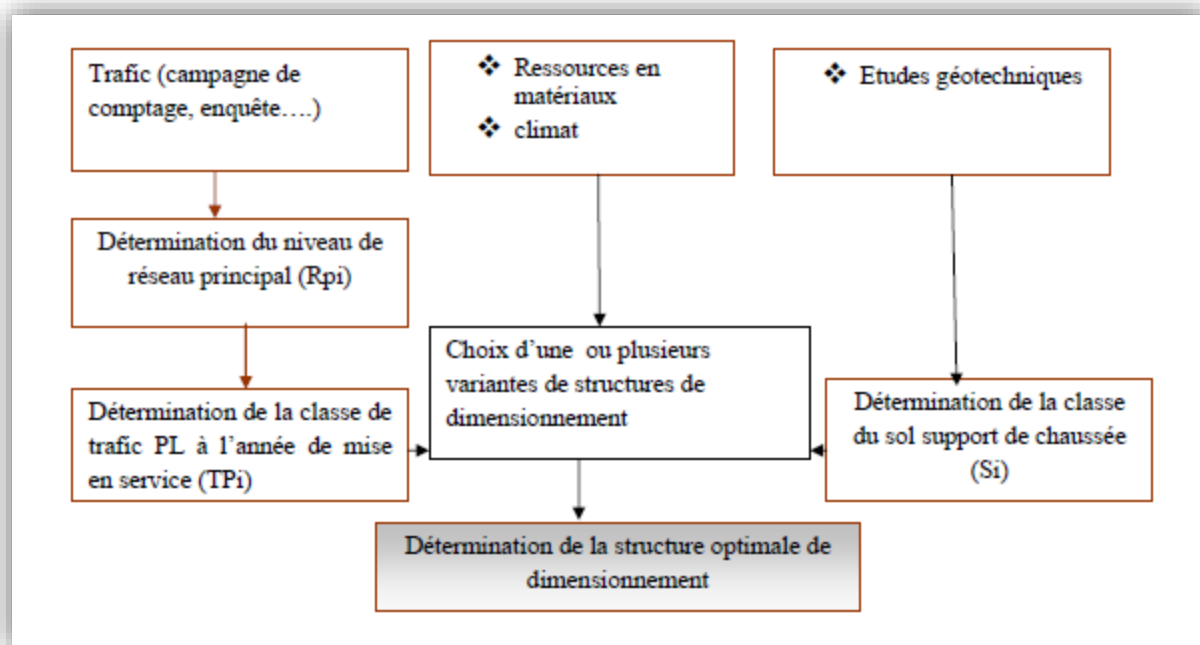 Trafic (campagne de
comptage, enquête….)
❖ Ressources en
matériaux
❖ climat
❖ Etudes géotechniques
Détermination du niveau de
réseau principal (Rpi)
Choix d’une ou plusieurs
variantes de structures de
dimensionnement
Détermination de la classe de
trafic PL à l’année de mise
en service (TPi)
Détermination de la classe
du sol support de chaussée
(Si)
Détermination de la structure optimale de
dimensionnement